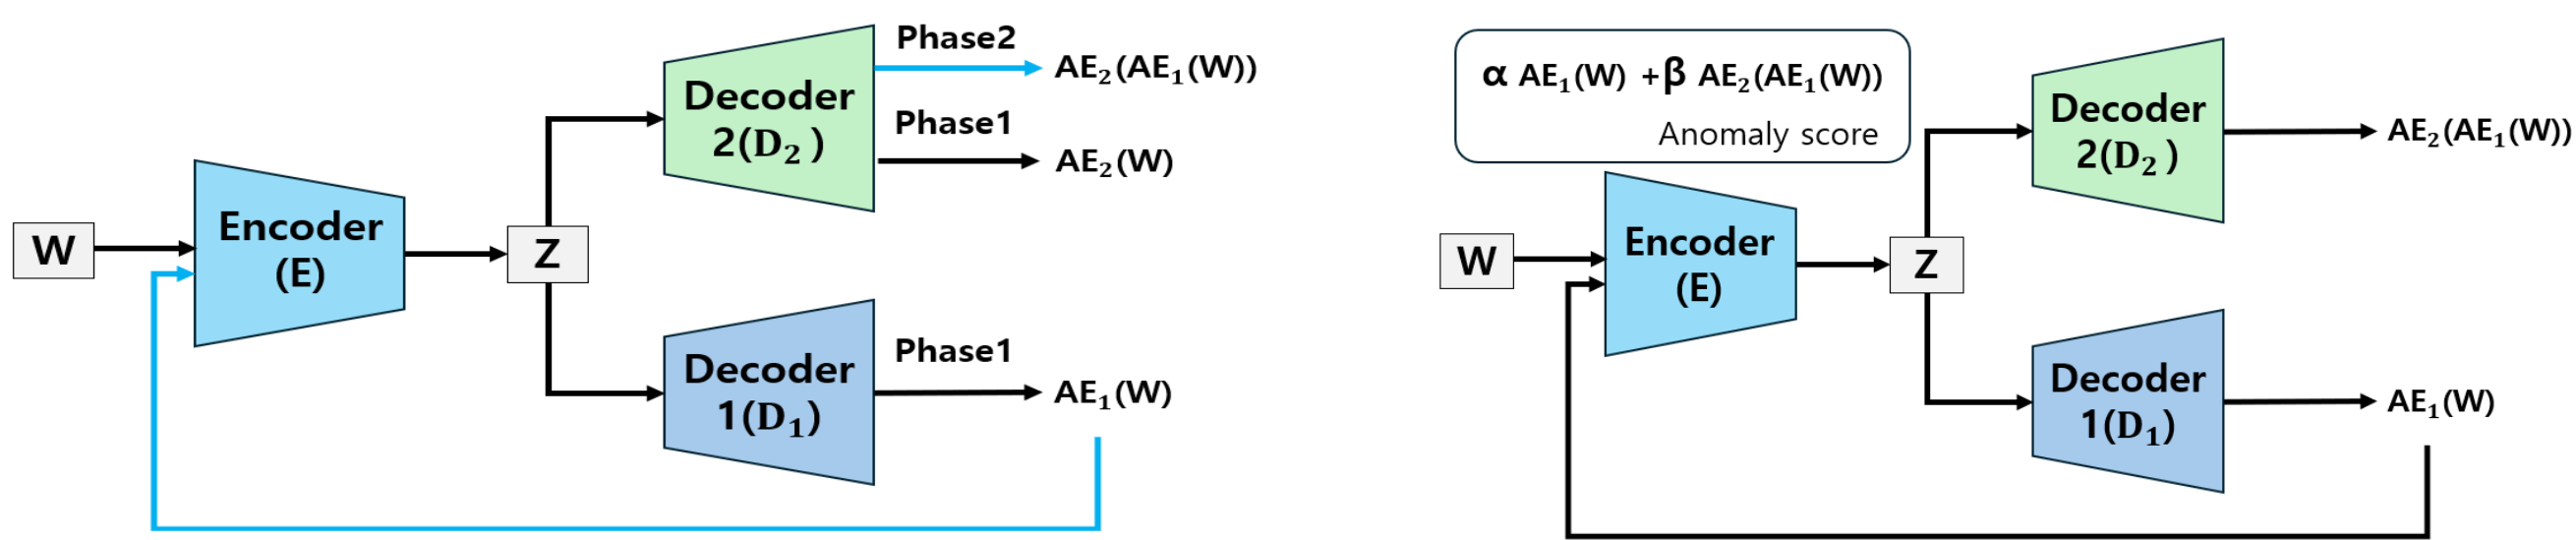 Phase2
AE₂(AE₁(W))
Decoder
2(D₂ )
Phase1
AE₂(W)
W
Encoder
(E)
Z
Phase1
Decoder
1(D₁)
AE₁(W)
α AE₁(W) +β AE₂(AE₁(W))
Anomaly score
Decoder
2(D₂ )
AE₂(AE₁(W))
W
Encoder
(E)
Z
Decoder
1(D₁)
AE₁(W)